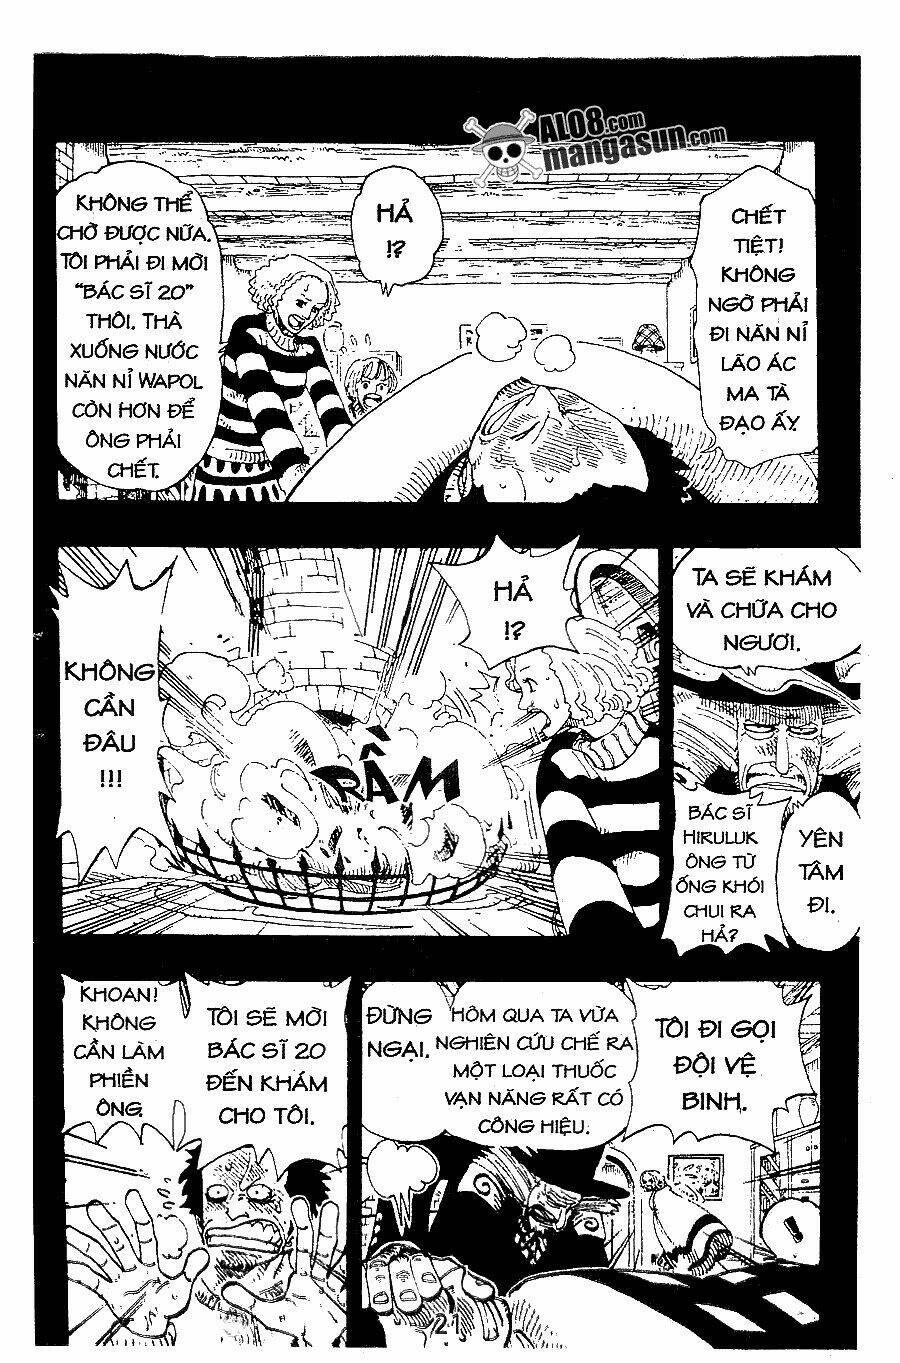 ALO8.com
mangasun.com
CHẾT
TIỆT!
KHÔNG
NGỜ PHẢI
ĐI NĂN NỈ
LÃO ÁC
MA TÀ
ĐẠO ẤY.
HẢ
!?
KHÔNG THỂ
CHỜ ĐƯỢC NỮA.
TÔI PHẢI ĐI MỜI
"BÁC SĨ 20"
THÔI. THÀ
XUỐNG NƯỚC
NĂN NỈ WAPOL
CÒN HƠN ĐỂ
ÔNG PHẢI
CHẾT.
TA SẼ KHÁM
VÀ CHỮA CHO
NGƯƠI.
YÊN
TÂM
ĐI.
BÁC SĨ
HIRULUK
ÔNG TỪ
ỐNG KHÓI
CHUI RA
HẢ?
HẢ
!?
RẦM
KHÔNG
CẦN
ĐÂU
!!!
TÔI ĐI GỌI
ĐỘI VỆ
BINH.
HÔM QUA TA VỪA
NGHIÊN CỨU CHẾ RA
MỘT LOẠI THUỐC
VẠN NĂNG RẤT CÓ
CÔNG HIỆU.
ĐỪNG
NGẠI.
TÔI SẼ MỜI
BÁC SĨ 20
ĐẾN KHÁM
CHO TÔI.
KHOAN!
KHÔNG
CẦN LÀM
PHIỀN
ÔNG.
!
21